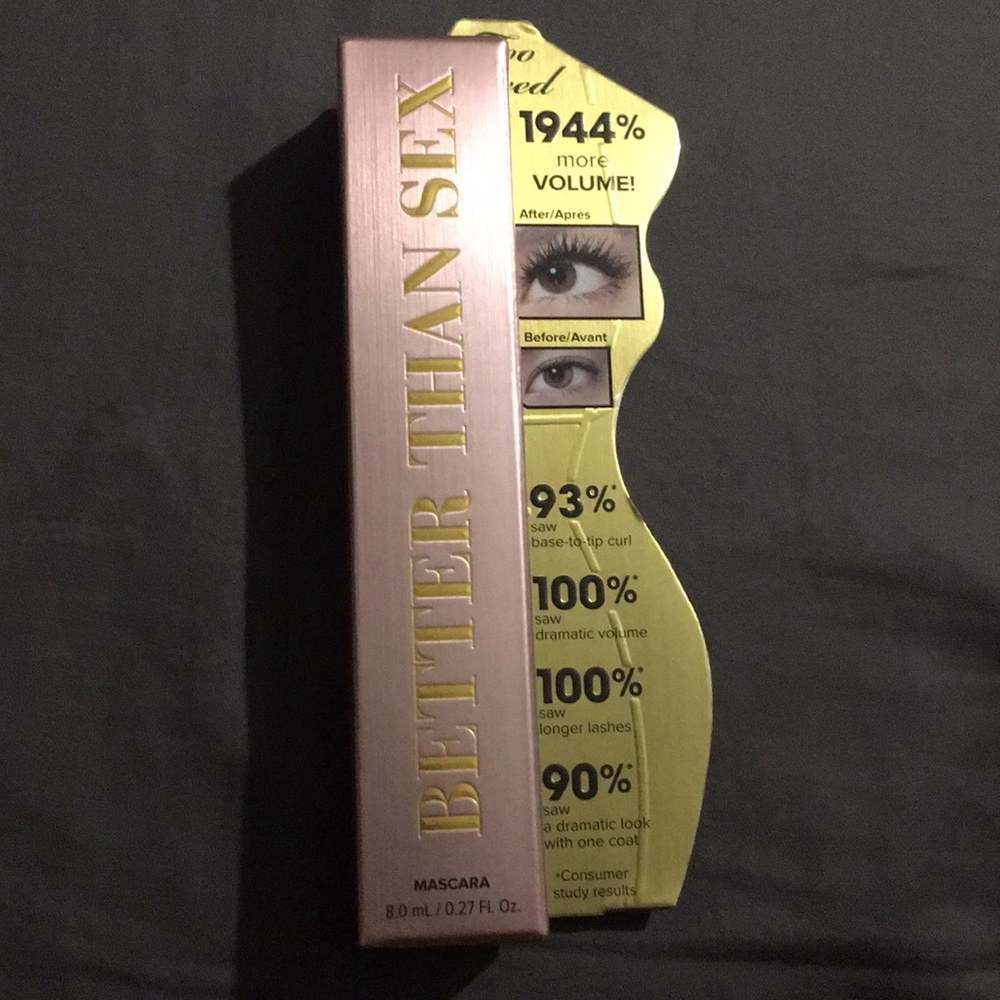 BETTER THAN SEX
MASCARA
8.0 mL / 0.27 Fl. Oz.
1944%
more
VOLUME!
After/Après
Before/Avant
93%*
saw
base-to-tip curl
100%*
saw
dramatic volume
100%*
saw
longer lashes
90%*
saw
a dramatic look
with one coat
*Consumer
study results